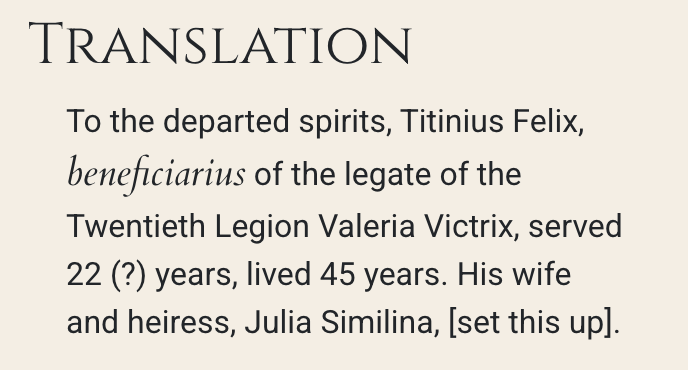 Translation
To the departed spirits, Titinius Felix,
beneficiarius of the legate of the
Twentieth Legion Valeria Victrix, served
22 (?) years, lived 45 years. His wife
and heiress, Julia Similina, [set this up].